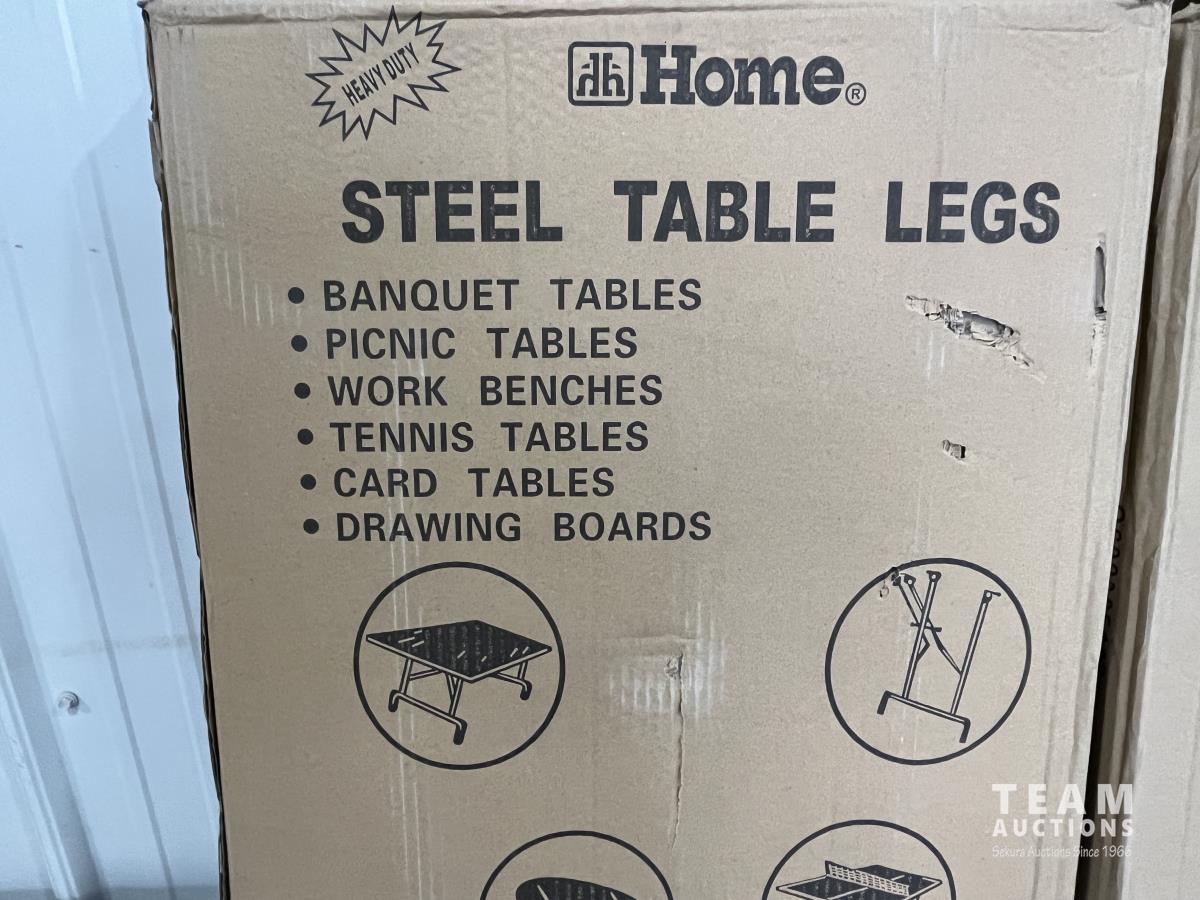 HEAVY DUTY
Home®
STEEL TABLE LEGS
• BANQUET TABLES
• PICNIC TABLES
• WORK BENCHES
• TENNIS TABLES
• CARD TABLES
• DRAWING BOARDS
TEAM
AUCTIONS
Sekura Auctions Since 1966